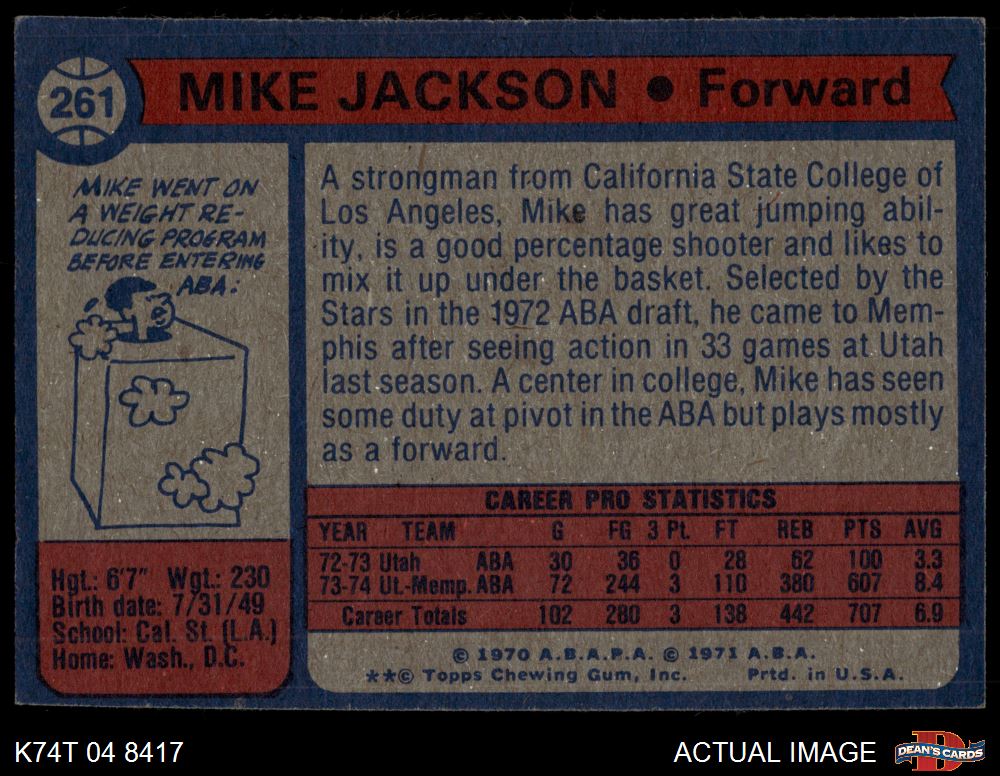 261
MIKE JACKSON ● Forward
MIKE WENT ON
A WEIGHT RE-
DUCING PROGRAM
BEFORE ENTERING
ABA:
A strongman from California State College of
Los Angeles, Mike has great jumping abil-
ity, is a good percentage shooter and likes to
mix it up under the basket. Selected by the
Stars in the 1972 ABA draft, he came to Mem-
phis after seeing action in 33 games at Utah
last season. A center in college, Mike has seen
some duty at pivot in the ABA but plays mostly
as a forward.
Hgt.: 6'7" Wgt.: 230
Birth date: 7/31/49
School: Cal. St. (L.A.)
Home: Wash., D.C.
CAREER PRO STATISTICS
YEAR TEAM G FG 3 Pt. FT REB PTS AVG
72-73 Utah ABA 30 36 0 28 62 100 3.3
73-74 Ut.-Memp. ABA 72 244 3 110 380 607 8.4
Career Totals 102 280 3 138 442 707 6.9
© 1970 A.B.A.P.A. © 1971 A.B.A.
**© Topps Chewing Gum, Inc. Prtd. in U.S.A.
K74T 04 8417
ACTUAL IMAGE
DEAN'S CARDS